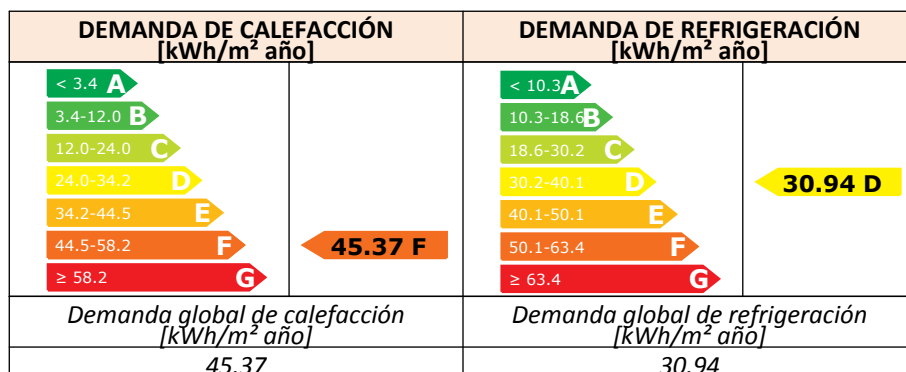 DEMANDA DE CALEFACCIÓN
[kWh/m² año]
DEMANDA DE REFRIGERACIÓN
[kWh/m² año]
< 3.4 A
3.4-12.0 B
12.0-24.0 C
24.0-34.2 D
34.2-44.5 E
44.5-58.2 F
≥ 58.2 G
45.37 F
< 10.3 A
10.3-18.6 B
18.6-30.2 C
30.2-40.1 D
40.1-50.1 E
50.1-63.4 F
≥ 63.4 G
30.94 D
Demanda global de calefacción
[kWh/m² año]
Demanda global de refrigeración
[kWh/m² año]
45.37
30.94